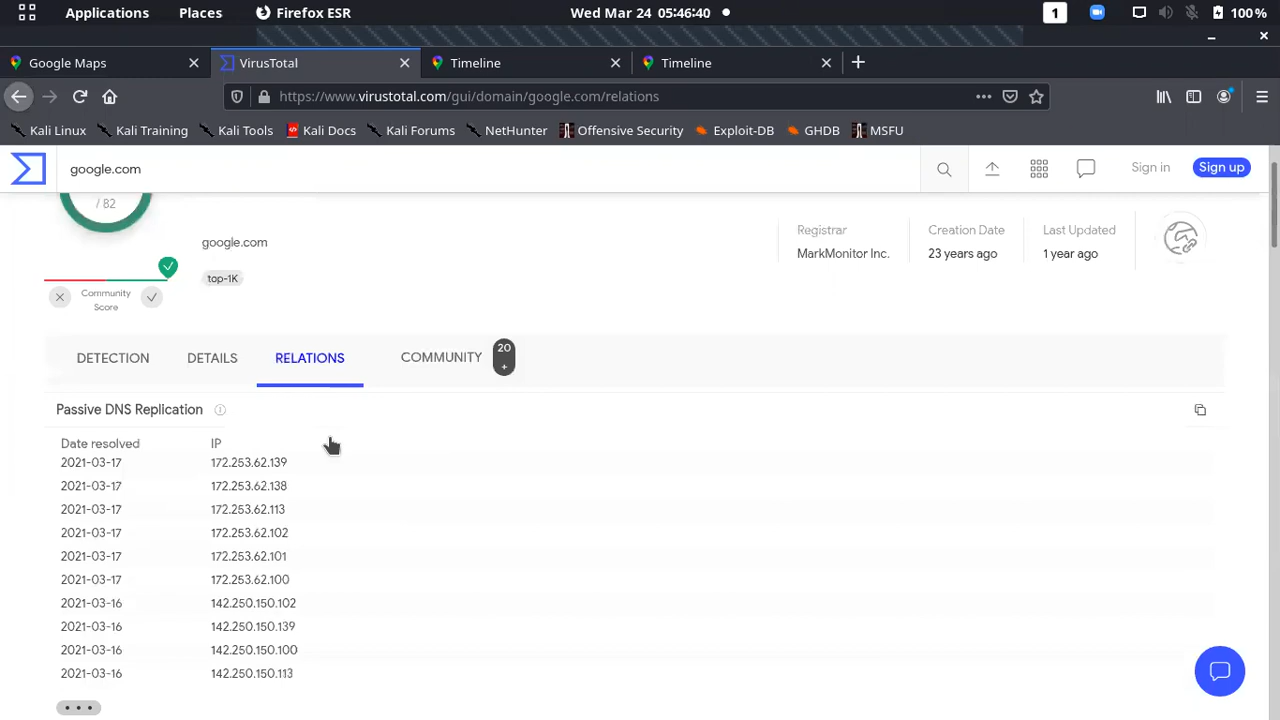 Applications Places Firefox ESR Wed Mar 24 05:46:40 1 100%
Google Maps VirusTotal Timeline Timeline
https://www.virustotal.com/gui/domain/google.com/relations
Kali Linux Kali Training Kali Tools Kali Docs Kali Forums NetHunter Offensive Security Exploit-DB GHDB MSFU
google.com Sign in Sign up
/ 82
google.com
top-1K
Community
Score
Registrar Creation Date Last Updated
MarkMonitor Inc. 23 years ago 1 year ago
DETECTION DETAILS RELATIONS COMMUNITY 20
+
Passive DNS Replication
Date resolved IP
2021-03-17 172.253.62.139
2021-03-17 172.253.62.138
2021-03-17 172.253.62.113
2021-03-17 172.253.62.102
2021-03-17 172.253.62.101
2021-03-17 172.253.62.100
2021-03-16 142.250.150.102
2021-03-16 142.250.150.139
2021-03-16 142.250.150.100
2021-03-16 142.250.150.113